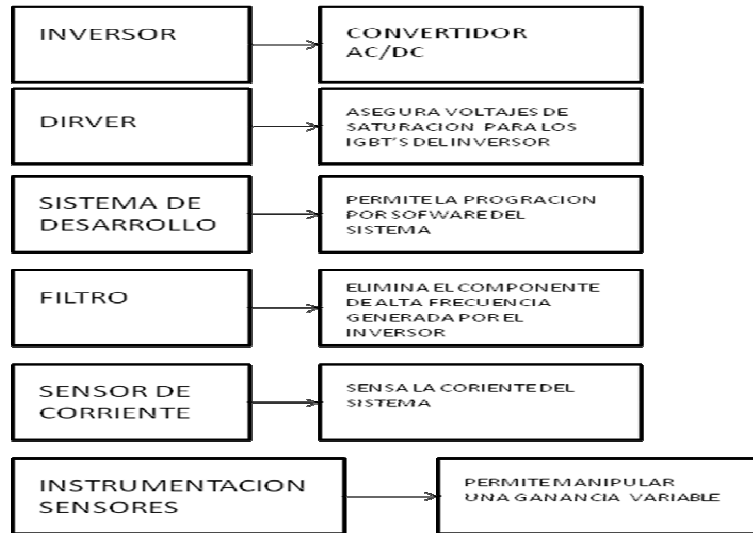 INVERSOR
CONVERTIDOR
AC/DC
DIRVER
ASEGURA VOLTAJES DE
SATURACION PARA LOS
IGBT'S DEL INVERSOR
SISTEMA DE
DESARROLLO
PERMITE LA PROGRACION
POR SOFWARE DEL
SISTEMA
FILTRO
ELIMINA EL COMPONENTE
DE ALTA FRECUENCIA
GENERADA POR EL
INVERSOR
SENSOR DE
CORRIENTE
SENSA LA CORIENTE DEL
SISTEMA
INSTRUMENTACION
SENSORES
PERMITE MANIPULAR
UNA GANANCIA VARIABLE